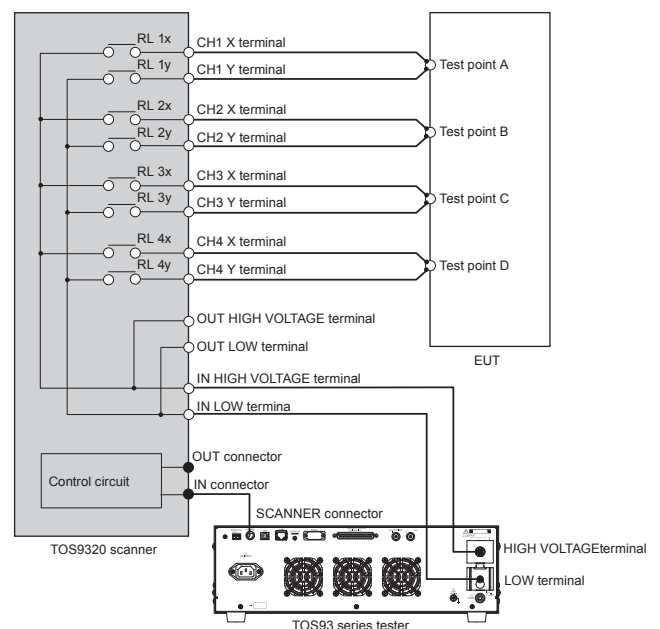 RL 1x
CH1 X terminal
RL 1y
CH1 Y terminal
Test point A
RL 2x
CH2 X terminal
RL 2y
CH2 Y terminal
Test point B
RL 3x
CH3 X terminal
RL 3y
CH3 Y terminal
Test point C
RL 4x
CH4 X terminal
RL 4y
CH4 Y terminal
Test point D
OUT HIGH VOLTAGE terminal
OUT LOW terminal
EUT
IN HIGH VOLTAGE terminal
IN LOW termina
OUT connector
Control circuit
IN connector
SCANNER connector
TOS9320 scanner
HIGH VOLTAGEterminal
LOW terminal
TOS93 series tester